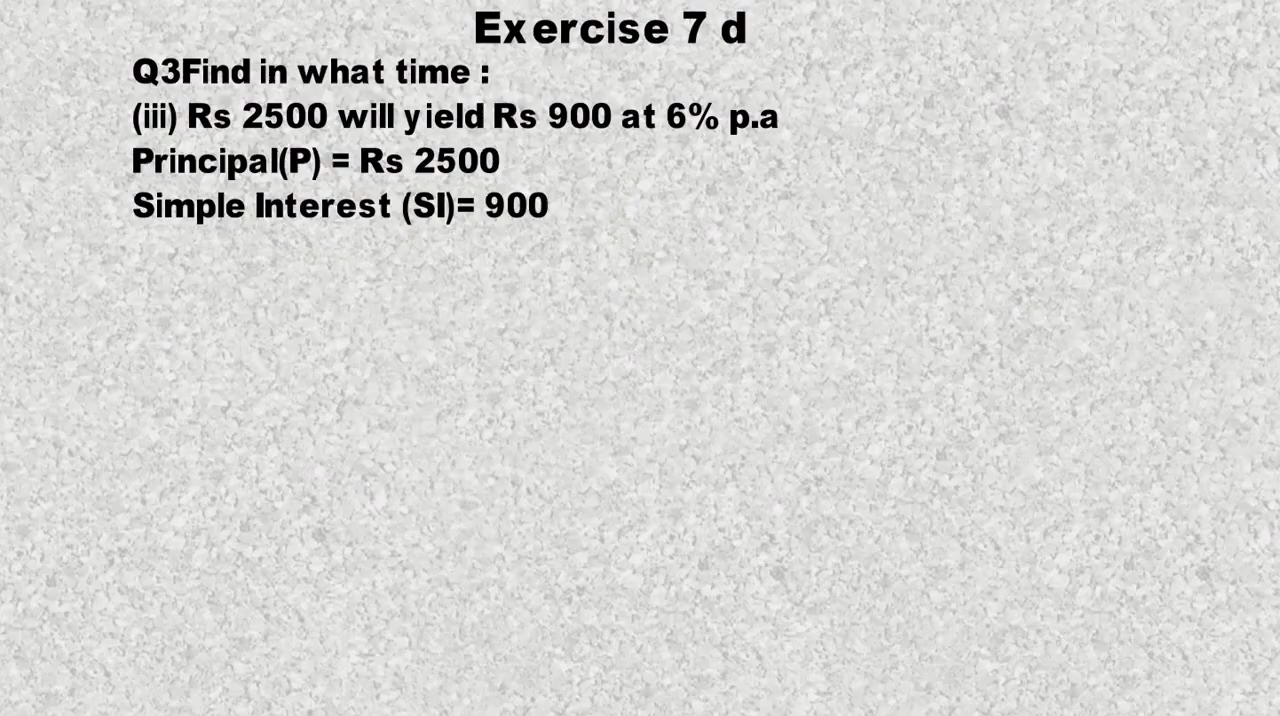 Exercise 7 d
Q3Find in what time :
(iii) Rs 2500 will yield Rs 900 at 6% p.a
Principal(P) = Rs 2500
Simple Interest (SI)= 900